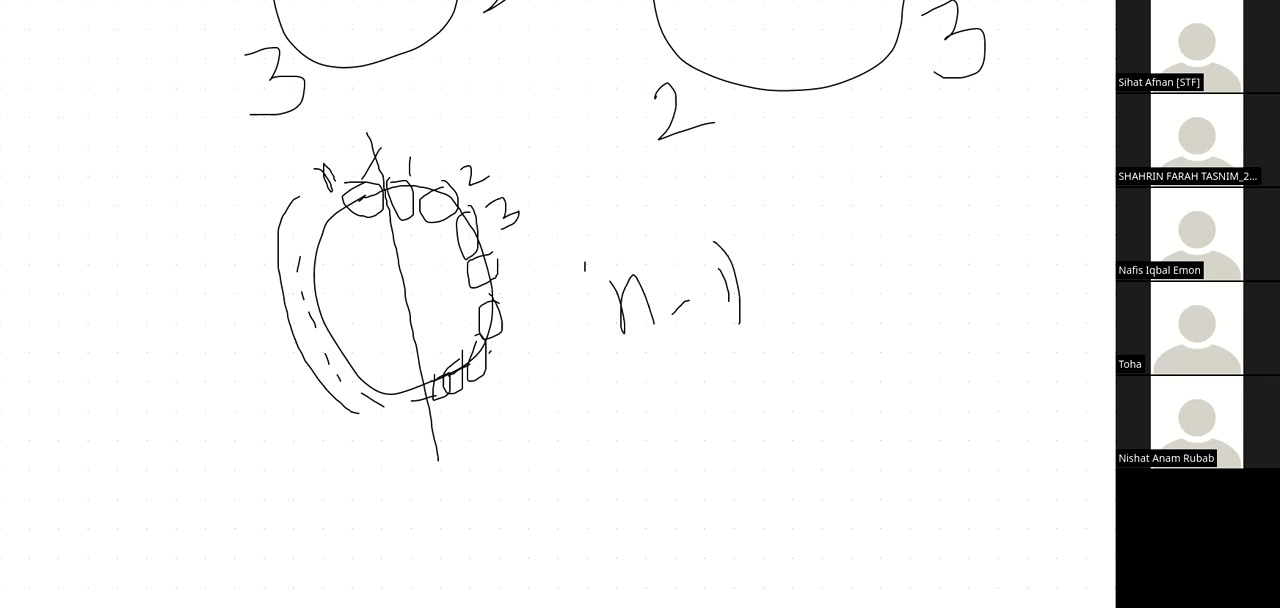 3
3
2
n 1 2
3
n - 1)
Sihat Afnan [STF]
SHAHRIN FARAH TASNIM_2...
Nafis Iqbal Emon
Toha
Nishat Anam Rubab